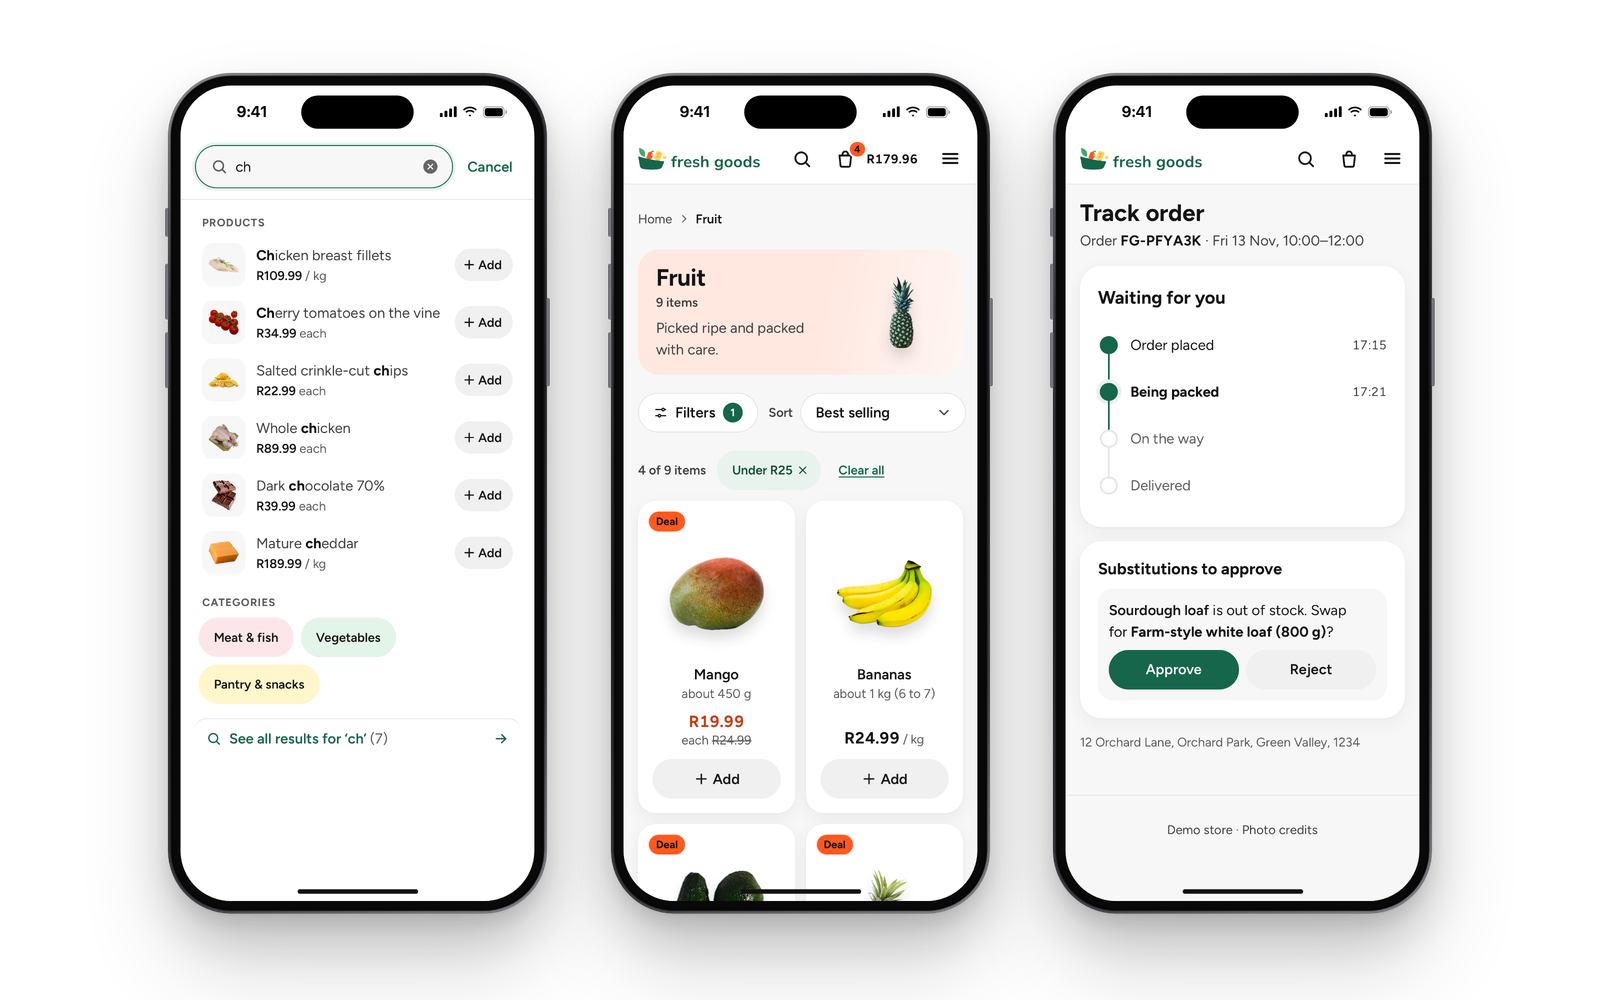 9:41
ch
Cancel
PRODUCTS
Chicken breast fillets
R109.99 / kg
+ Add
Cherry tomatoes on the vine
R34.99 each
+ Add
Salted crinkle-cut chips
R22.99 each
+ Add
Whole chicken
R89.99 each
+ Add
Dark chocolate 70%
R39.99 each
+ Add
Mature cheddar
R189.99 / kg
+ Add
CATEGORIES
Meat & fish
Vegetables
Pantry & snacks
See all results for ‘ch’ (7)
9:41
fresh goods
4
R179.96
Home > Fruit
Fruit
9 items
Picked ripe and packed
with care.
Filters 1
Sort
Best selling
4 of 9 items
Under R25 ×
Clear all
Deal
Mango
about 450 g
R19.99
each R24.99
+ Add
Bananas
about 1 kg (6 to 7)
R24.99 / kg
+ Add
Deal
Deal
9:41
fresh goods
Track order
Order FG-PFYA3K · Fri 13 Nov, 10:00–12:00
Waiting for you
Order placed 17:15
Being packed 17:21
On the way
Delivered
Substitutions to approve
Sourdough loaf is out of stock. Swap
for Farm-style white loaf (800 g)?
Approve
Reject
12 Orchard Lane, Orchard Park, Green Valley, 1234
Demo store · Photo credits